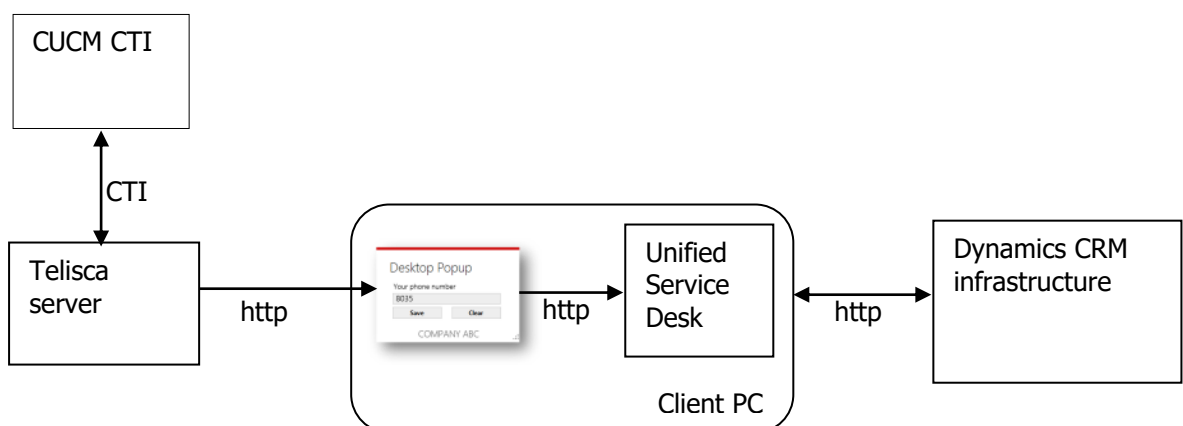 CUCM CTI
CTI
Telisca
server
http
Desktop Popup
Your phone number
8035
Save Clear
COMPANY ABC
http
Unified
Service
Desk
Client PC
http
Dynamics CRM
infrastructure